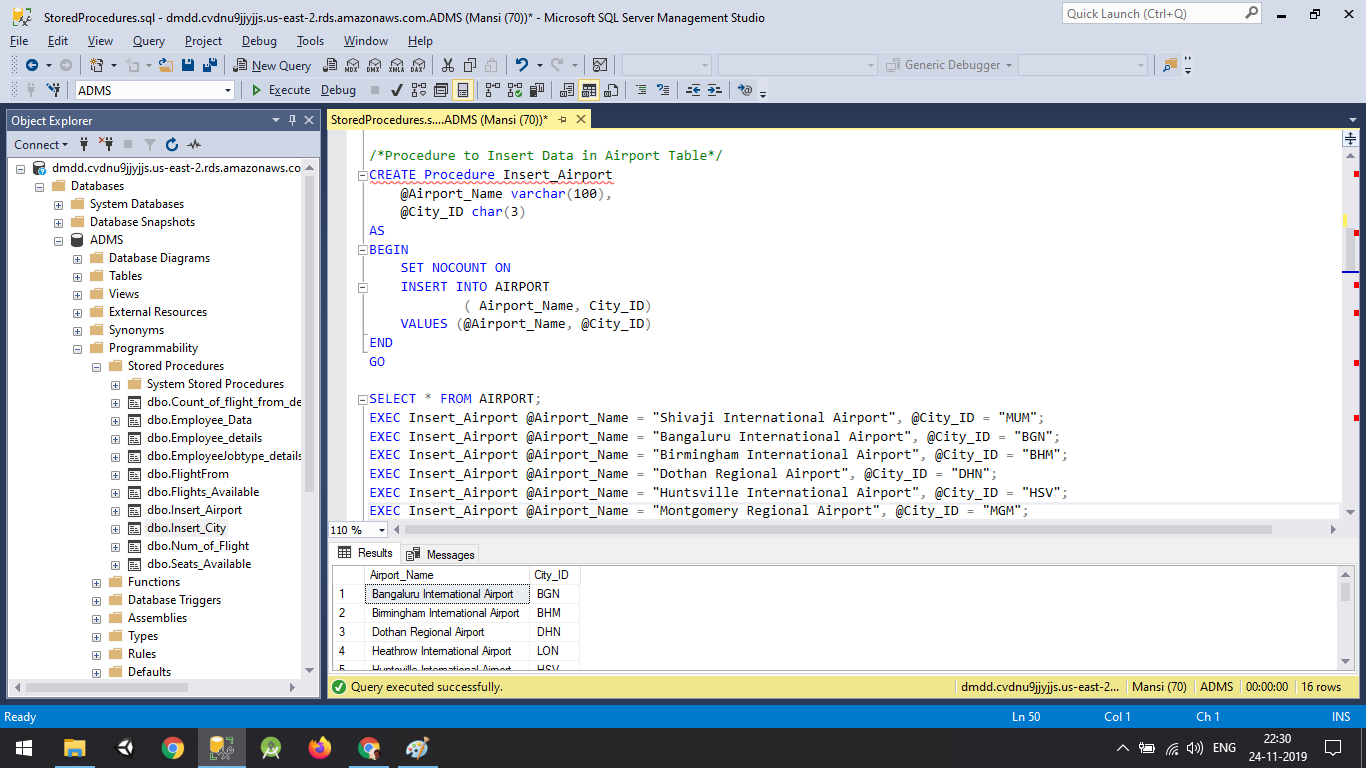 StoredProcedures.sql - dmdd.cvdnu9jjyjjs.us-east-2.rds.amazonaws.com.ADMS (Mansi (70))* - Microsoft SQL Server Management Studio
Quick Launch (Ctrl+Q)
File Edit View Query Project Debug Tools Window Help
New Query MDX DMX XMLA DAX Generic Debugger
ADMS Execute Debug
Object Explorer
StoredProcedures.s....ADMS (Mansi (70))*
Connect
dmdd.cvdnu9jjyjjs.us-east-2.rds.amazonaws.co
Databases
System Databases
Database Snapshots
ADMS
Database Diagrams
Tables
Views
External Resources
Synonyms
Programmability
Stored Procedures
System Stored Procedures
dbo.Count_of_flight_from_de
dbo.Employee_Data
dbo.Employee_details
dbo.EmployeeJobtype_details
dbo.FlightFrom
dbo.Flights_Available
dbo.Insert_Airport
dbo.Insert_City
dbo.Num_of_Flight
dbo.Seats_Available
Functions
Database Triggers
Assemblies
Types
Rules
Defaults
/*Procedure to Insert Data in Airport Table*/
CREATE Procedure Insert_Airport
@Airport_Name varchar(100),
@City_ID char(3)
AS
BEGIN
SET NOCOUNT ON
INSERT INTO AIRPORT
( Airport_Name, City_ID)
VALUES (@Airport_Name, @City_ID)
END
GO
SELECT * FROM AIRPORT;
EXEC Insert_Airport @Airport_Name = "Shivaji International Airport", @City_ID = "MUM";
EXEC Insert_Airport @Airport_Name = "Bangaluru International Airport", @City_ID = "BGN";
EXEC Insert_Airport @Airport_Name = "Birmingham International Airport", @City_ID = "BHM";
EXEC Insert_Airport @Airport_Name = "Dothan Regional Airport", @City_ID = "DHN";
EXEC Insert_Airport @Airport_Name = "Huntsville International Airport", @City_ID = "HSV";
EXEC Insert_Airport @Airport_Name = "Montgomery Regional Airport", @City_ID = "MGM";
110 %
Results Messages
Airport_Name City_ID
1 Bangaluru International Airport BGN
2 Birmingham International Airport BHM
3 Dothan Regional Airport DHN
4 Heathrow International Airport LON
5 Huntsville International Airport HSV
Query executed successfully. dmdd.cvdnu9jjyjjs.us-east-2... Mansi (70) ADMS 00:00:00 16 rows
Ready Ln 50 Col 1 Ch 1 INS
ENG 22:30
24-11-2019